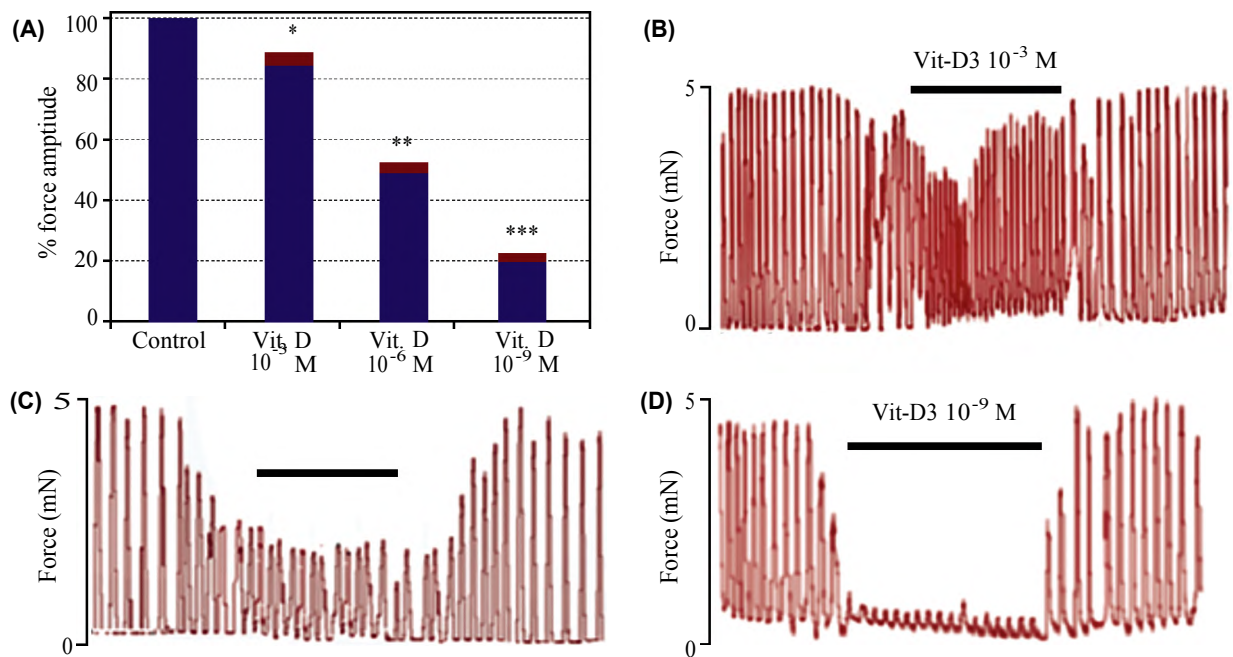 (A)
100
80
60
40
20
0
% force amptiude
*
**
***
Control
Vit. D
10⁻³ M
Vit. D
10⁻⁶ M
Vit. D
10⁻⁹ M
(B)
Vit-D3 10⁻³ M
5
Force (mN)
0
(C)
5
Force (mN)
0
(D)
Vit-D3 10⁻⁹ M
5
Force (mN)
0